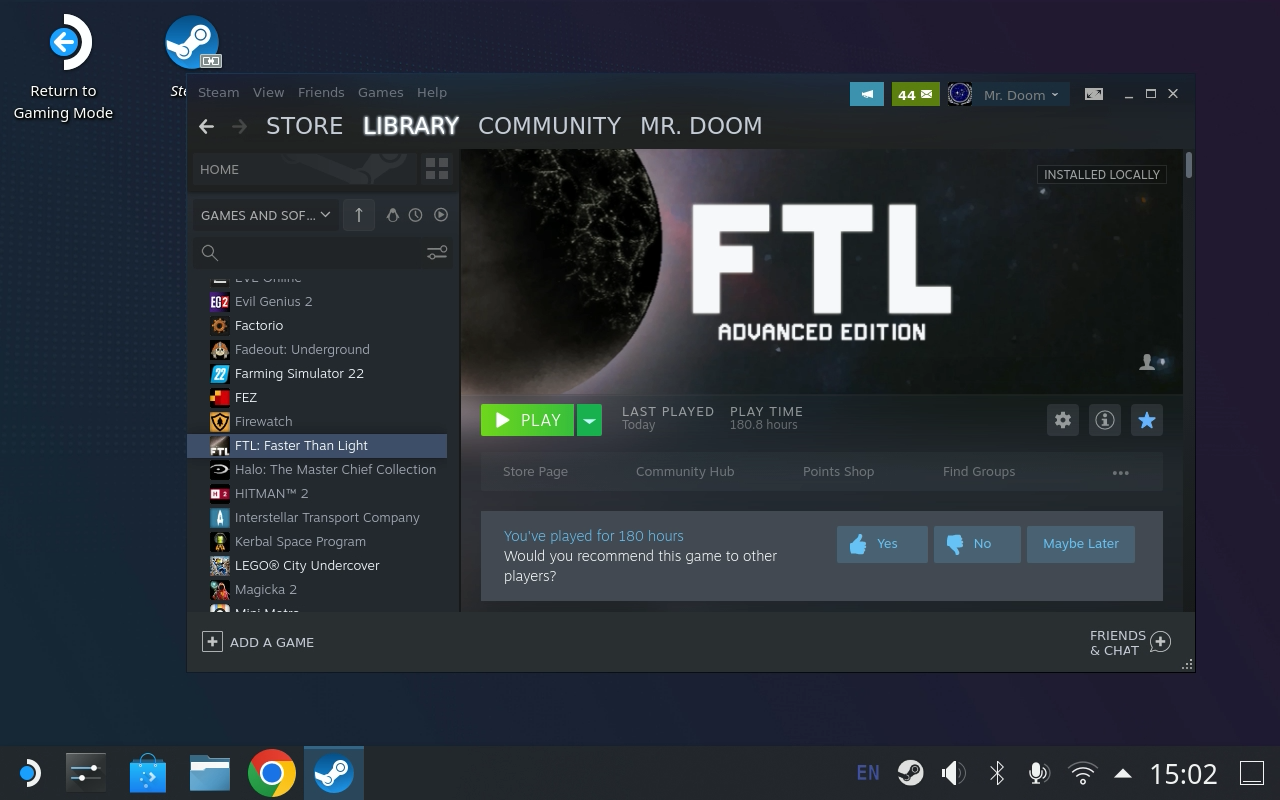 Return to
Gaming Mode
Steam View Friends Games Help
44
Mr. Doom
STORE LIBRARY COMMUNITY MR. DOOM
HOME
INSTALLED LOCALLY
GAMES AND SOF...
FTL
ADVANCED EDITION
EVE Online
Evil Genius 2
Factorio
Fadeout: Underground
Farming Simulator 22
FEZ
Firewatch
FTL: Faster Than Light
Halo: The Master Chief Collection
HITMAN™ 2
Interstellar Transport Company
Kerbal Space Program
LEGO® City Undercover
Magicka 2
Mini Metro
PLAY
LAST PLAYED
Today
PLAY TIME
180.8 hours
Store Page Community Hub Points Shop Find Groups
You've played for 180 hours
Would you recommend this game to other
players?
Yes No Maybe Later
ADD A GAME
FRIENDS
& CHAT
EN
15:02